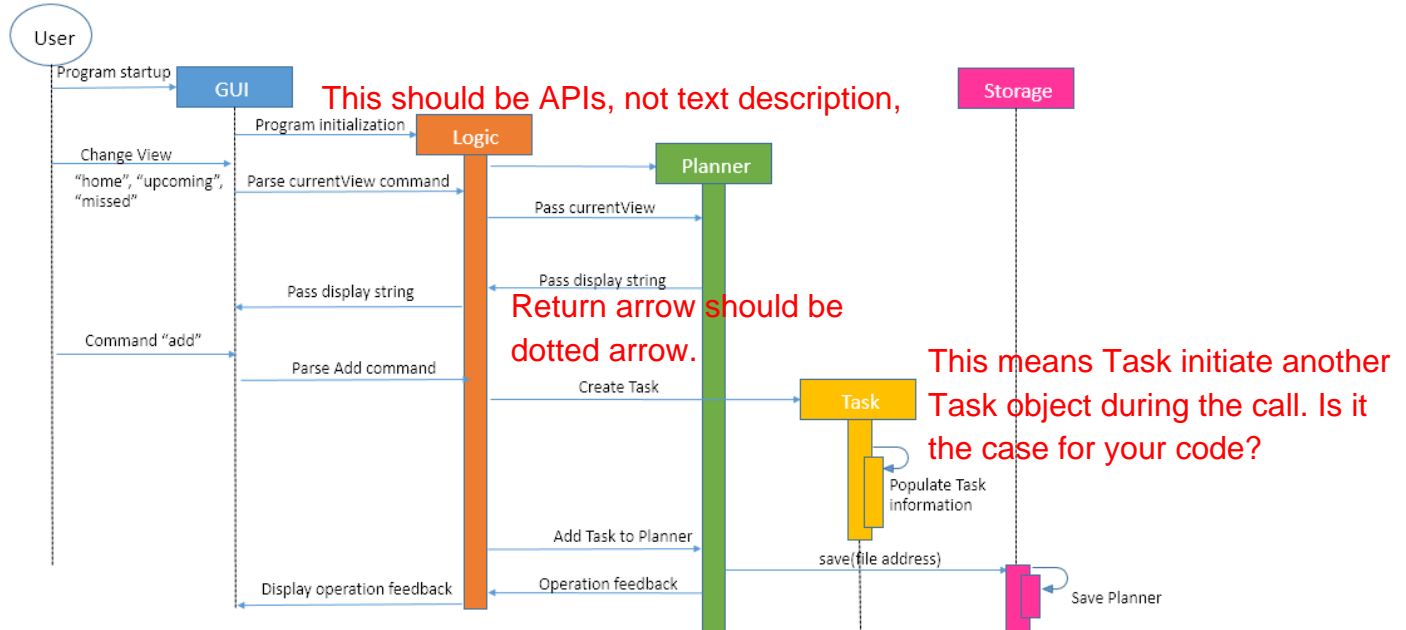 User
Program startup
GUI
This should be APIs, not text description,
Storage
Program initialization
Logic
Change View
Planner
"home", "upcoming",
"missed"
Parse currentView command
Pass currentView
Pass display string
Pass display string
Return arrow should be
dotted arrow.
Command "add"
Parse Add command
Create Task
Task
This means Task initiate another
Task object during the call. Is it
the case for your code?
Populate Task
information
Add Task to Planner
save(file address)
Display operation feedback
Operation feedback
Save Planner